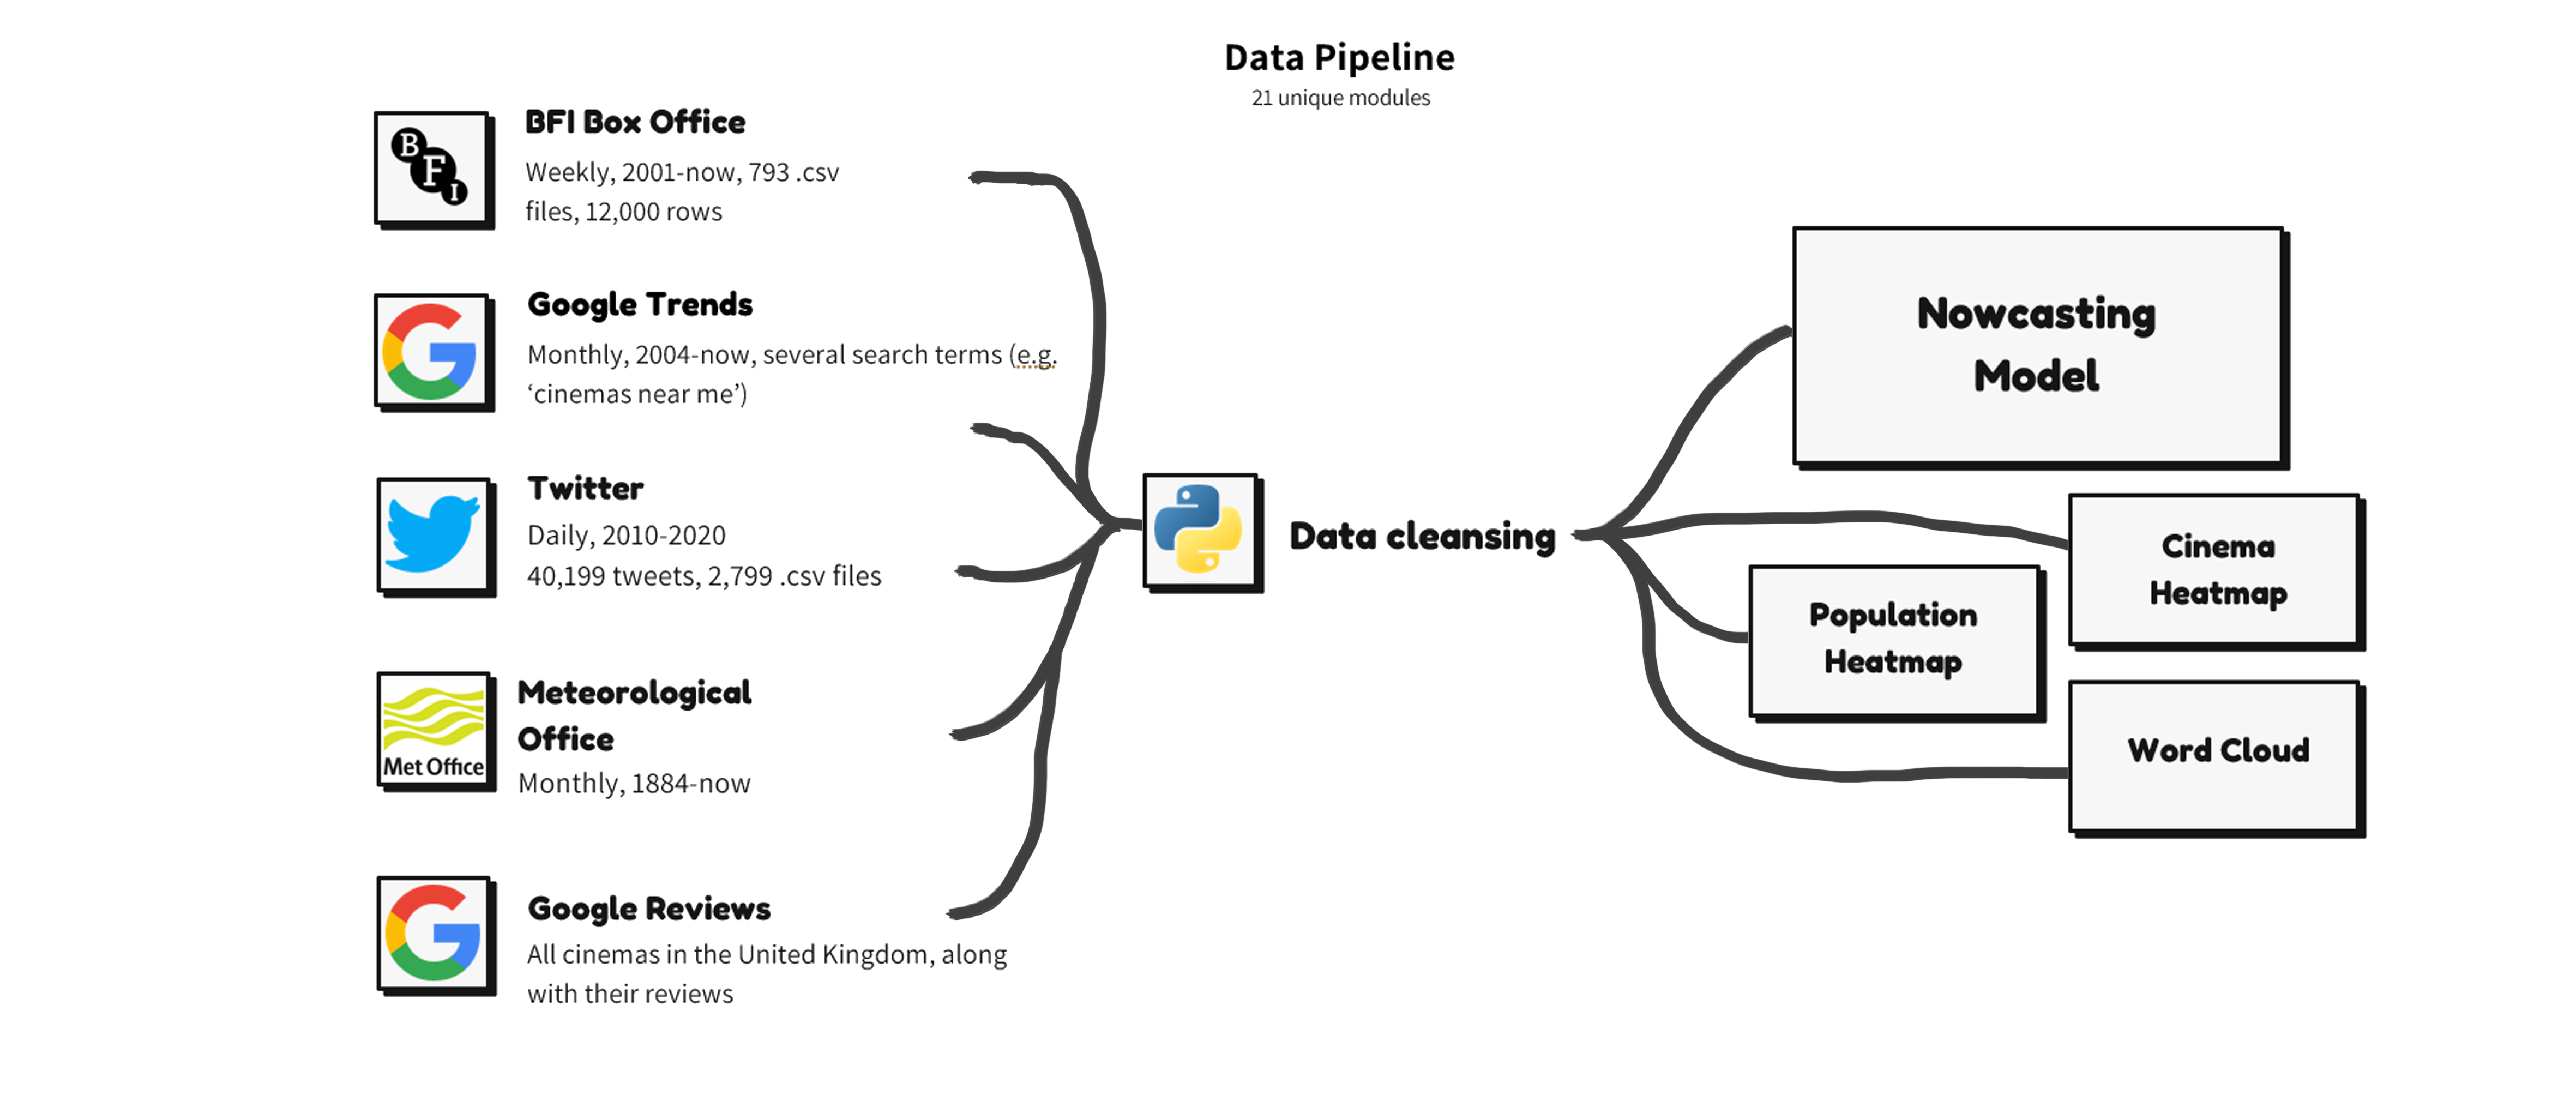 Data Pipeline
21 unique modules
B
F
I
BFI Box Office
Weekly, 2001-now, 793 .csv
files, 12,000 rows
Google Trends
Monthly, 2004-now, several search terms (e.g.
‘cinemas near me’)
Twitter
Daily, 2010-2020
40,199 tweets, 2,799 .csv files
Met Office
Meteorological
Office
Monthly, 1884-now
Google Reviews
All cinemas in the United Kingdom, along
with their reviews
Data cleansing
Nowcasting
Model
Cinema
Heatmap
Population
Heatmap
Word Cloud